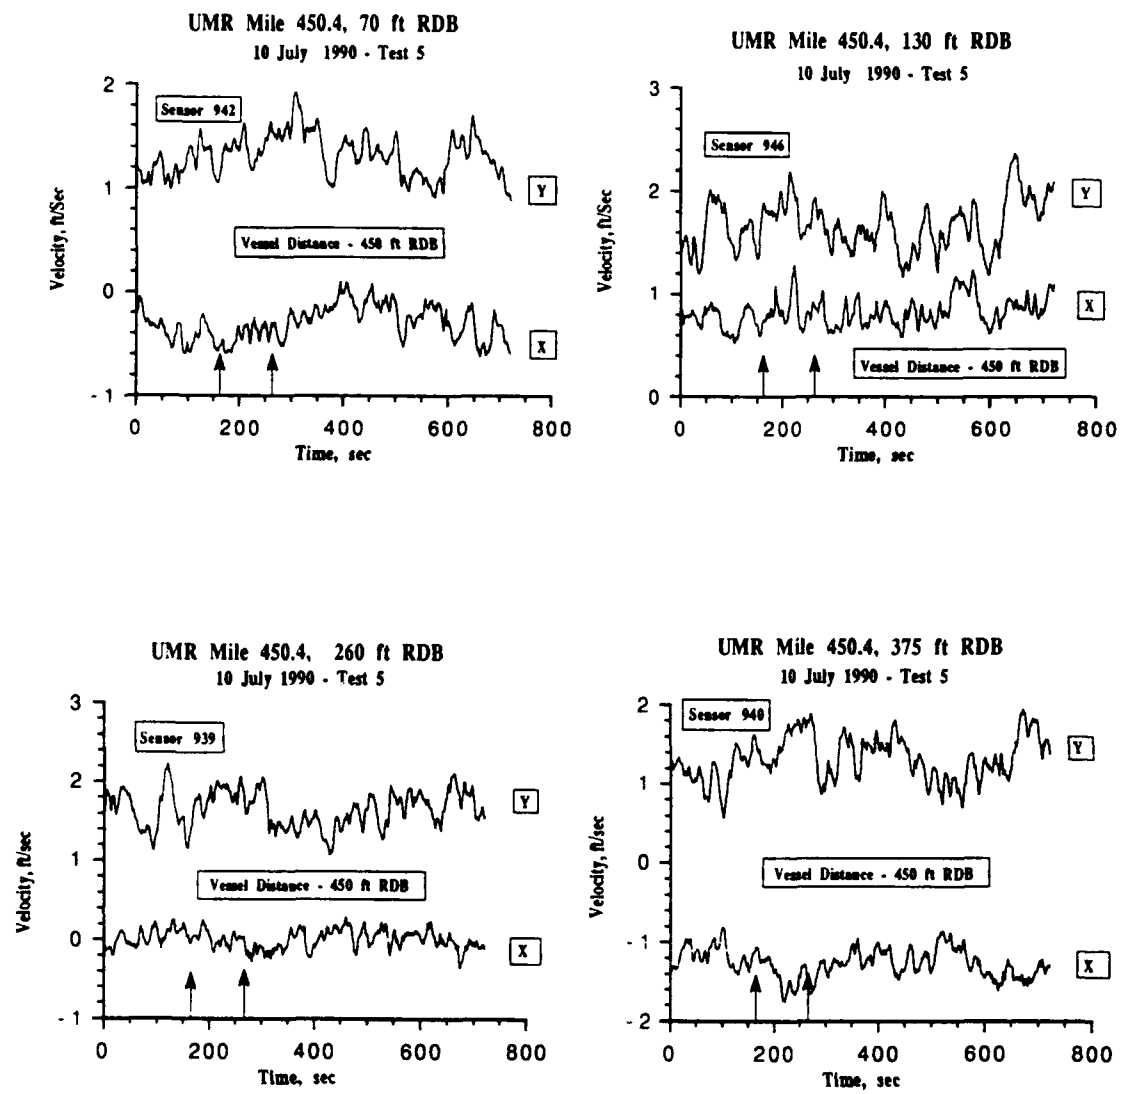 UMR Mile 450.4, 70 ft RDB
10 July 1990 - Test 5
2
Sensor 942
1
Y
Velocity, ft/Sec
Vessel Distance - 450 ft RDB
0
X
- 1
0 200 400 600 800
Time, sec
UMR Mile 450.4, 130 ft RDB
10 July 1990 - Test 5
3
Sensor 946
2
Y
Velocity, ft/Sec
1
X
Vessel Distance - 450 ft RDB
0
0 200 400 600 800
Time, sec
UMR Mile 450.4, 260 ft RDB
10 July 1990 - Test 5
3
Sensor 939
2
Y
1
Velocity, ft/sec
Vessel Distance - 450 ft RDB
0
X
- 1
0 200 400 600 800
Time, sec
UMR Mile 450.4, 375 ft RDB
10 July 1990 - Test 5
2
Sensor 940
Y
1
Velocity, ft/sec
0
Vessel Distance - 450 ft RDB
- 1
X
- 2
0 200 400 600 800
Time, sec